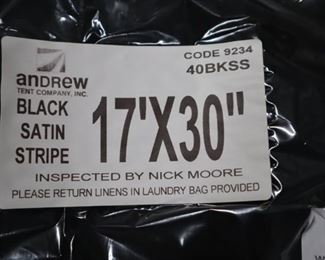 CODE 9234
40BKSS
anDREW
TENT COMPANY, INC.
BLACK
SATIN
STRIPE
17'X30"
INSPECTED BY NICK MOORE
PLEASE RETURN LINENS IN LAUNDRY BAG PROVIDED